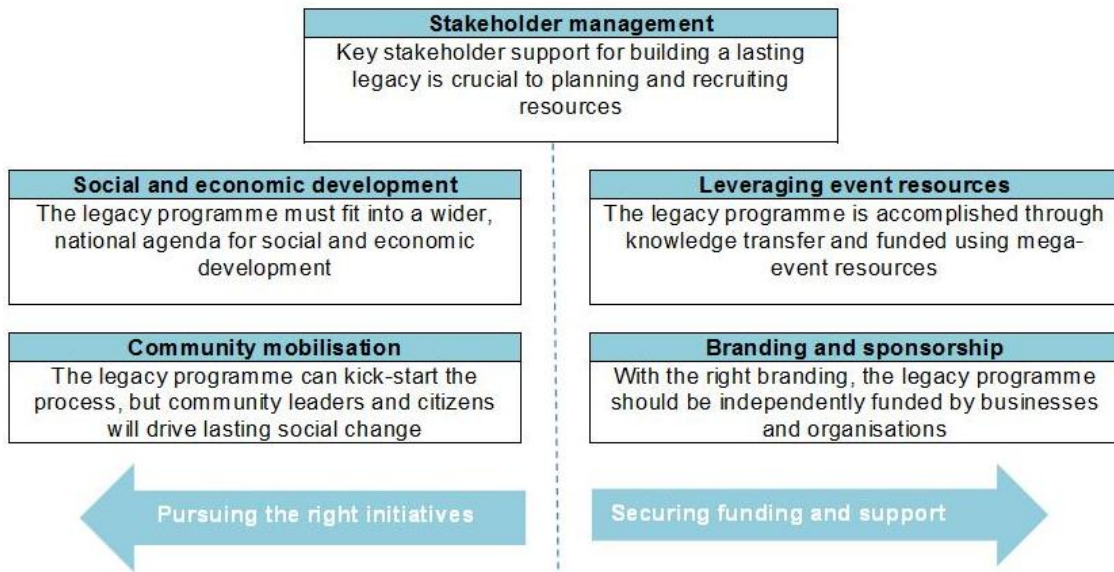 Stakeholder management
Key stakeholder support for building a lasting
legacy is crucial to planning and recruiting
resources
Social and economic development
The legacy programme must fit into a wider,
national agenda for social and economic
development
Leveraging event resources
The legacy programme is accomplished through
knowledge transfer and funded using mega-
event resources
Community mobilisation
The legacy programme can kick-start the
process, but community leaders and citizens
will drive lasting social change
Branding and sponsorship
With the right branding, the legacy programme
should be independently funded by businesses
and organisations
Pursuing the right initiatives
Securing funding and support